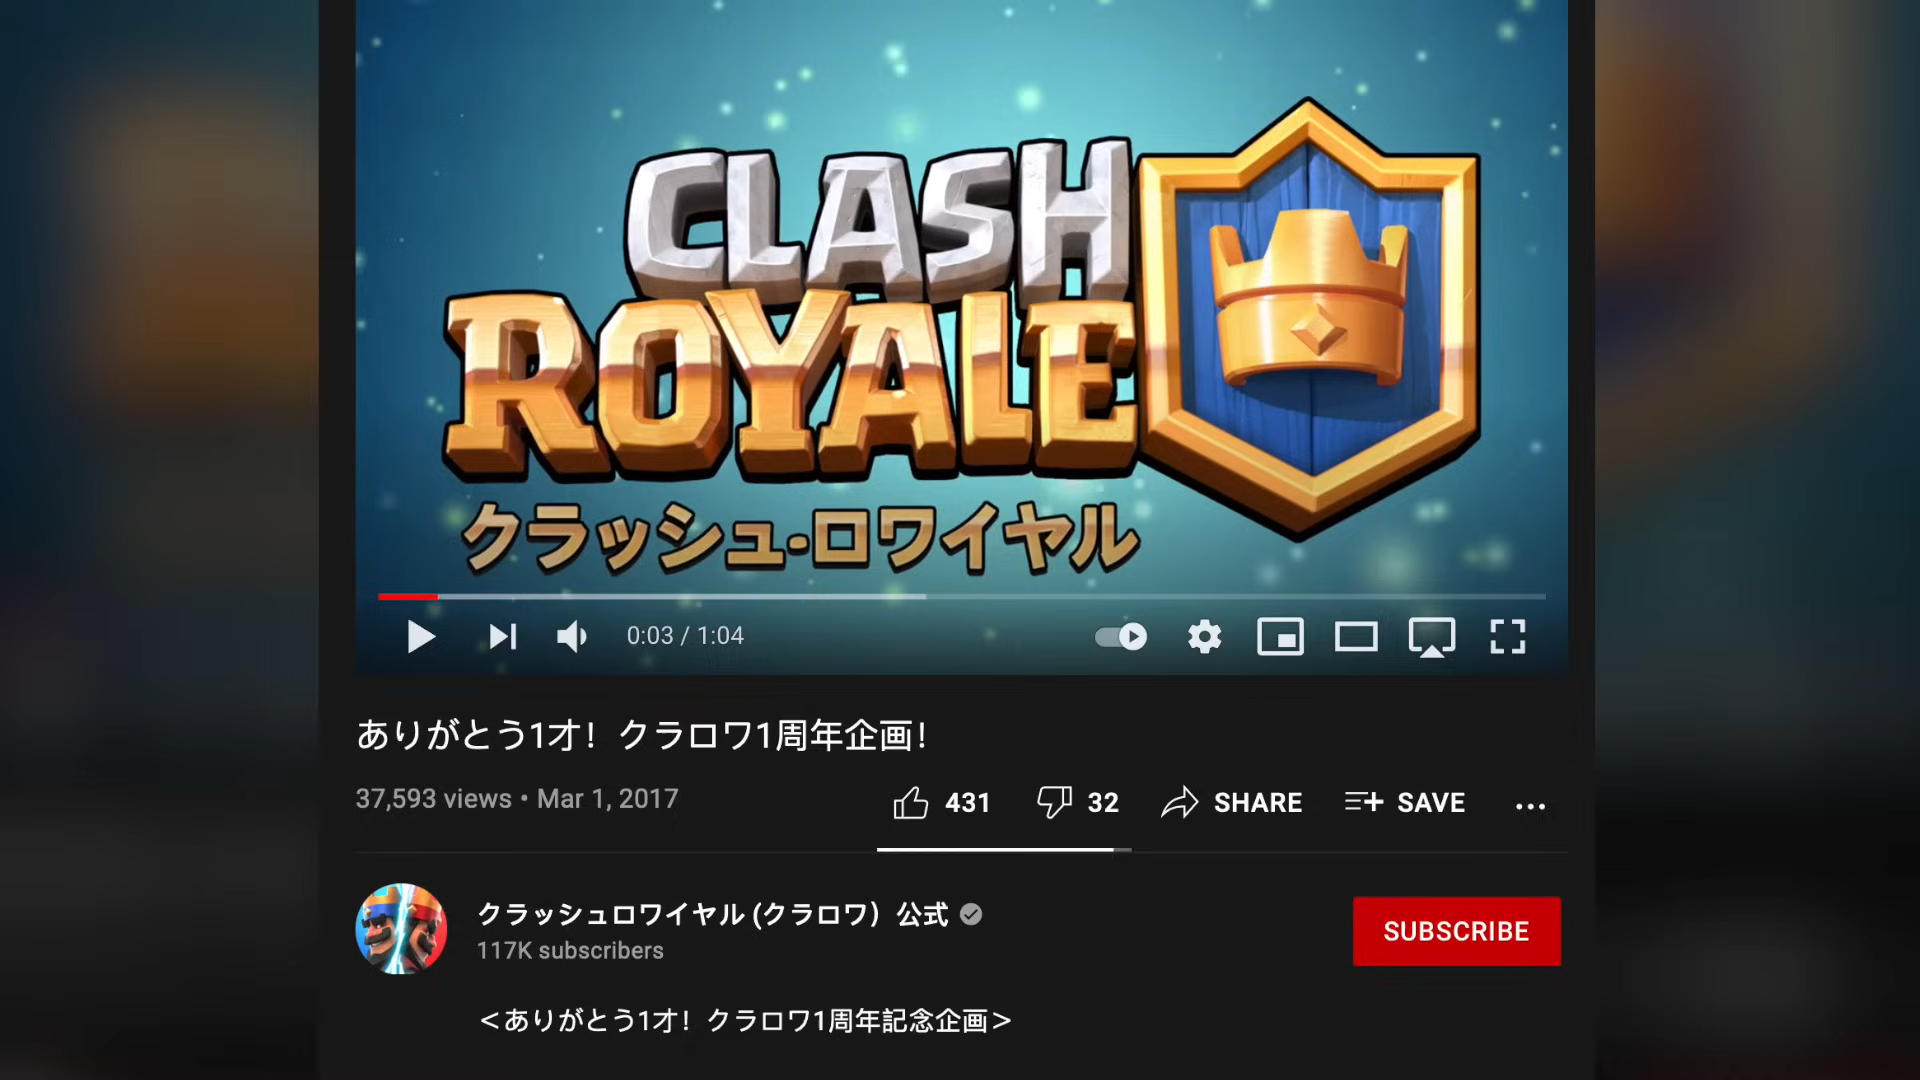 CLASH
ROYALE
クラッシュ・ロワイヤル
0:03 / 1:04
ありがとう1才！クラロワ1周年企画！
37,593 views • Mar 1, 2017
431
32
SHARE
SAVE
クラッシュロワイヤル (クラロワ）公式
117K subscribers
SUBSCRIBE
＜ありがとう1才！クラロワ1周年記念企画＞